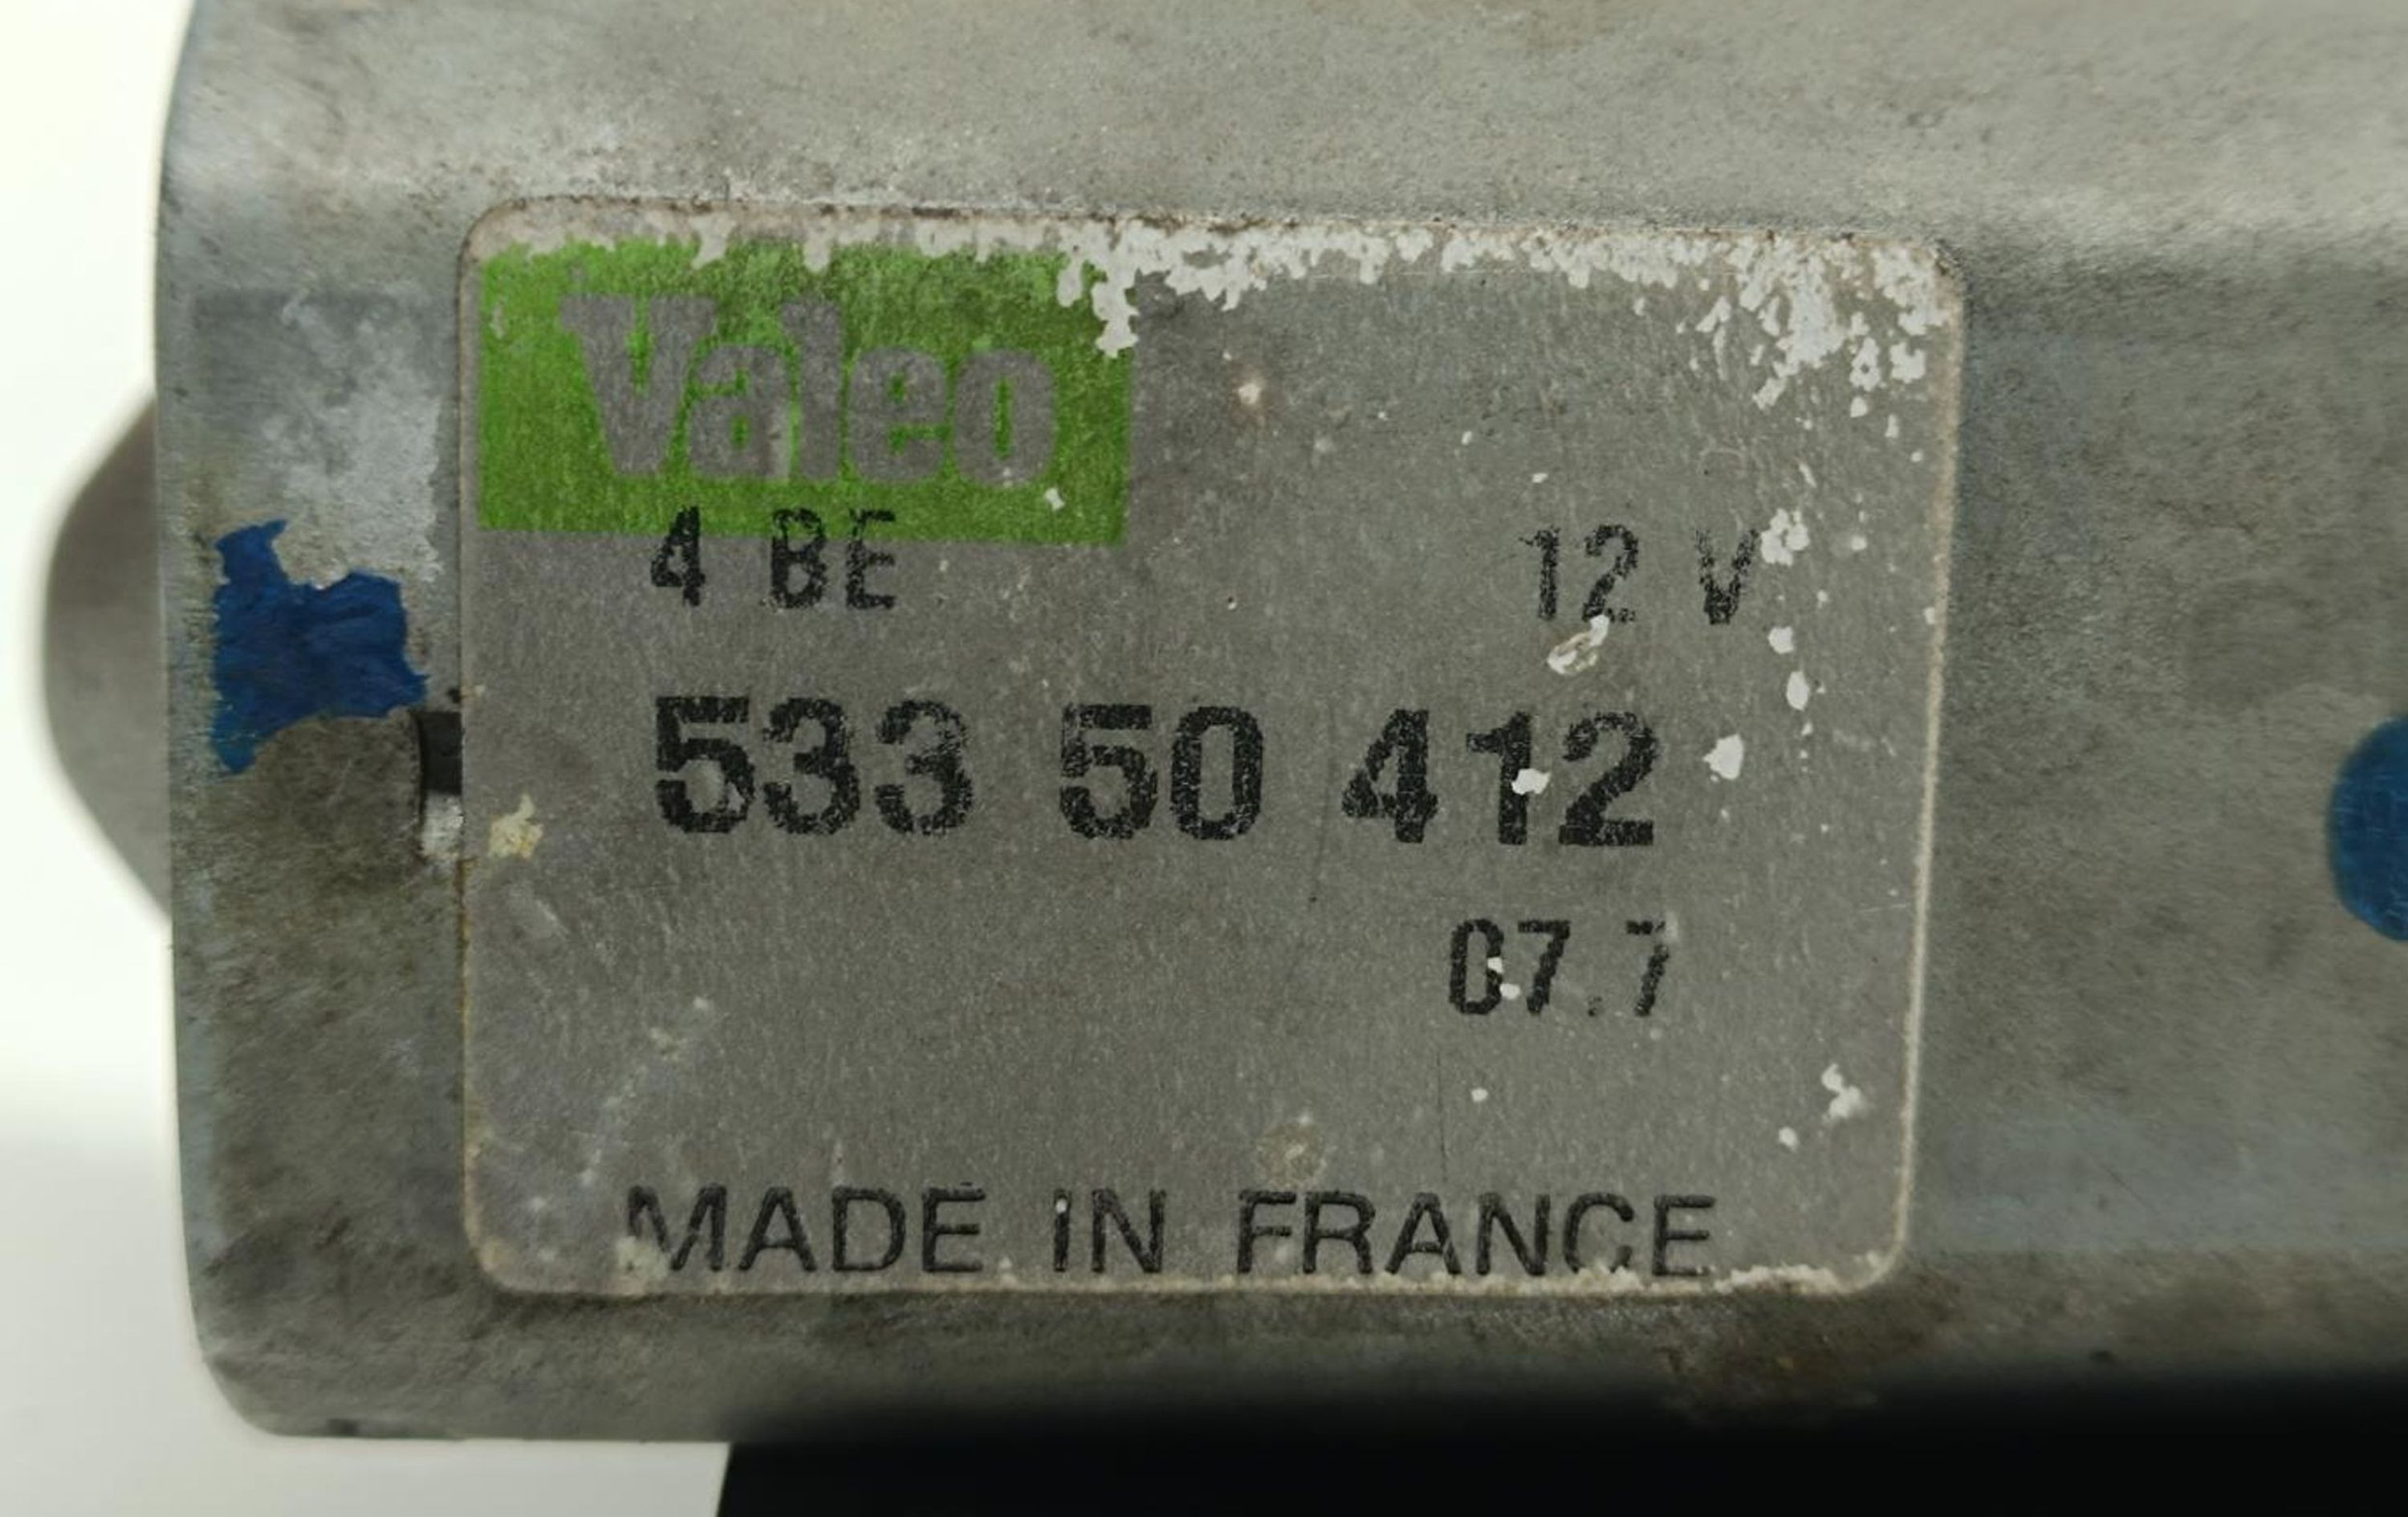 Valeo
4 BE 12 V
533 50 412
07.7
MADE IN FRANCE